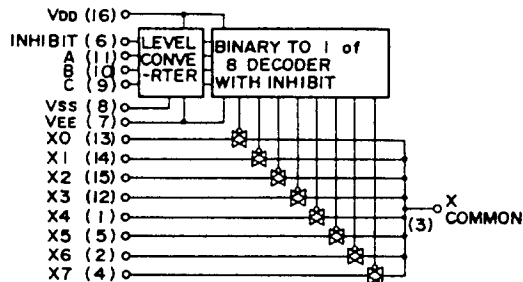 VDD (16)
INHIBIT (6)
A (11)
B (10)
C (9)
VSS (8)
VEE (7)
X0 (13)
X1 (14)
X2 (15)
X3 (12)
X4 (1)
X5 (5)
X6 (2)
X7 (4)
LEVEL
CONVE
-RTER
BINARY TO 1 of
8 DECODER
WITH INHIBIT
X
(3) COMMON